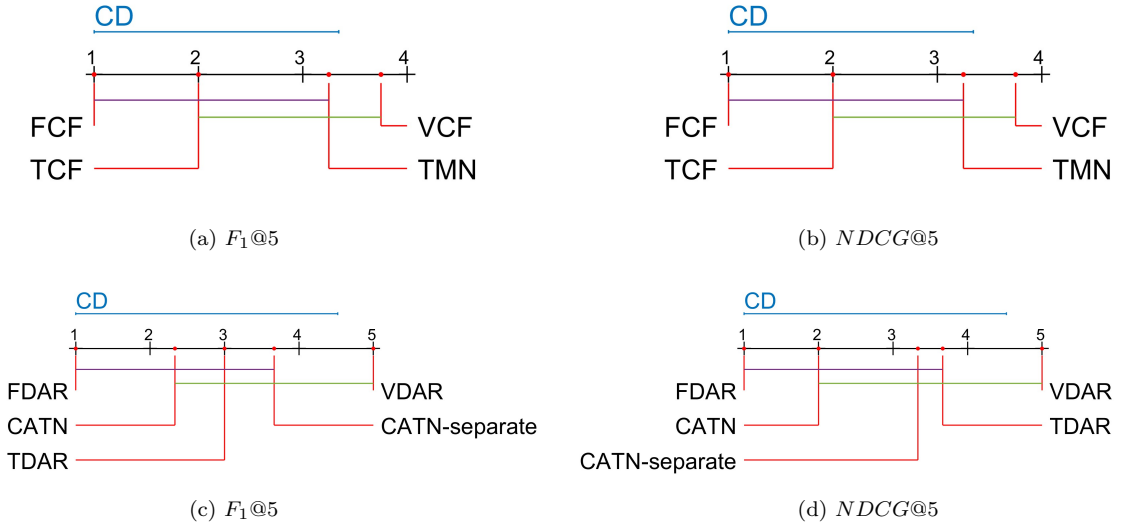 CD
1 2 3 4
FCF VCF
TCF TMN
(a) F₁@5
CD
1 2 3 4
FCF VCF
TCF TMN
(b) NDCG@5
CD
1 2 3 4 5
FDAR VDAR
CATN CATN-separate
TDAR
(c) F₁@5
CD
1 2 3 4 5
FDAR VDAR
CATN TDAR
CATN-separate
(d) NDCG@5